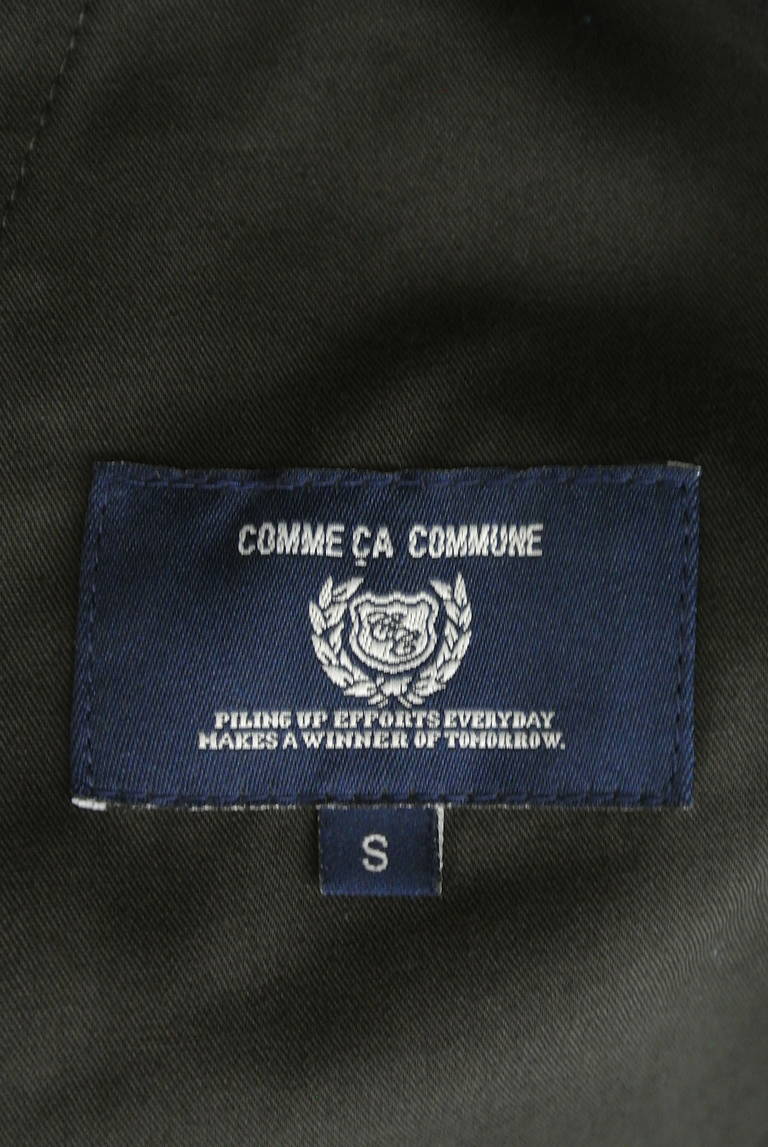 COMME ÇA COMMUNE
PILING UP EFFORTS EVERYDAY
MAKES A WINNER OF TOMORROW.
S